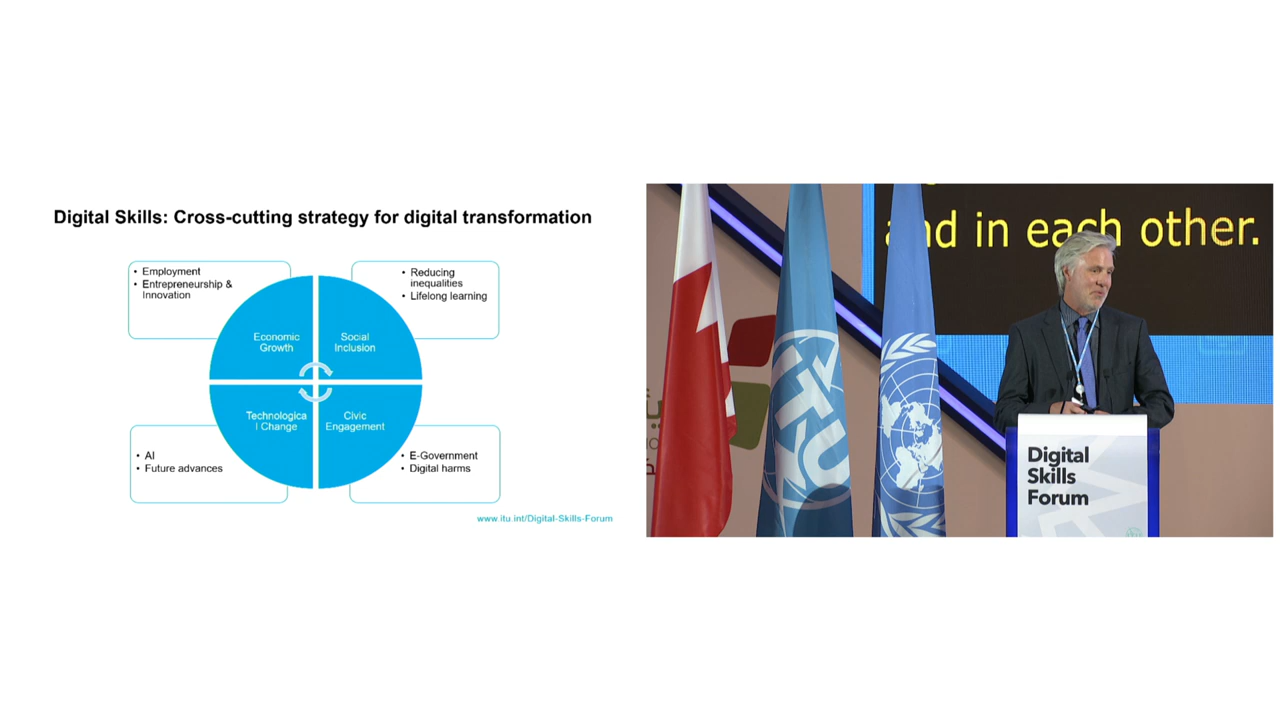 Digital Skills: Cross-cutting strategy for digital transformation
• Employment
• Entrepreneurship &
Innovation
• Reducing
inequalities
• Lifelong learning
Economic
Growth
Social
Inclusion
Technologica
l Change
Civic
Engagement
• AI
• Future advances
• E-Government
• Digital harms
www.itu.int/Digital-Skills-Forum
and in each other.
ITU
Digital
Skills
Forum